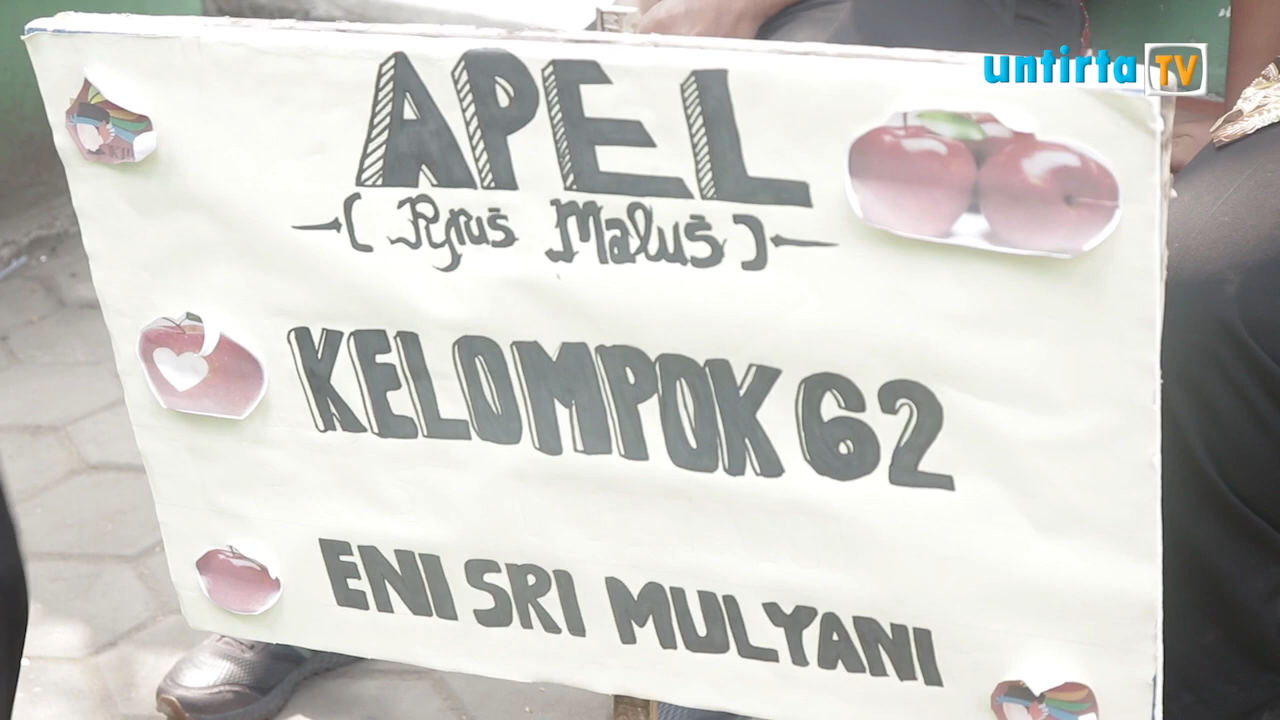 untirta TV
APEL
( Pyrus Malus )
KELOMPOK 62
ENI SRI MULYANI